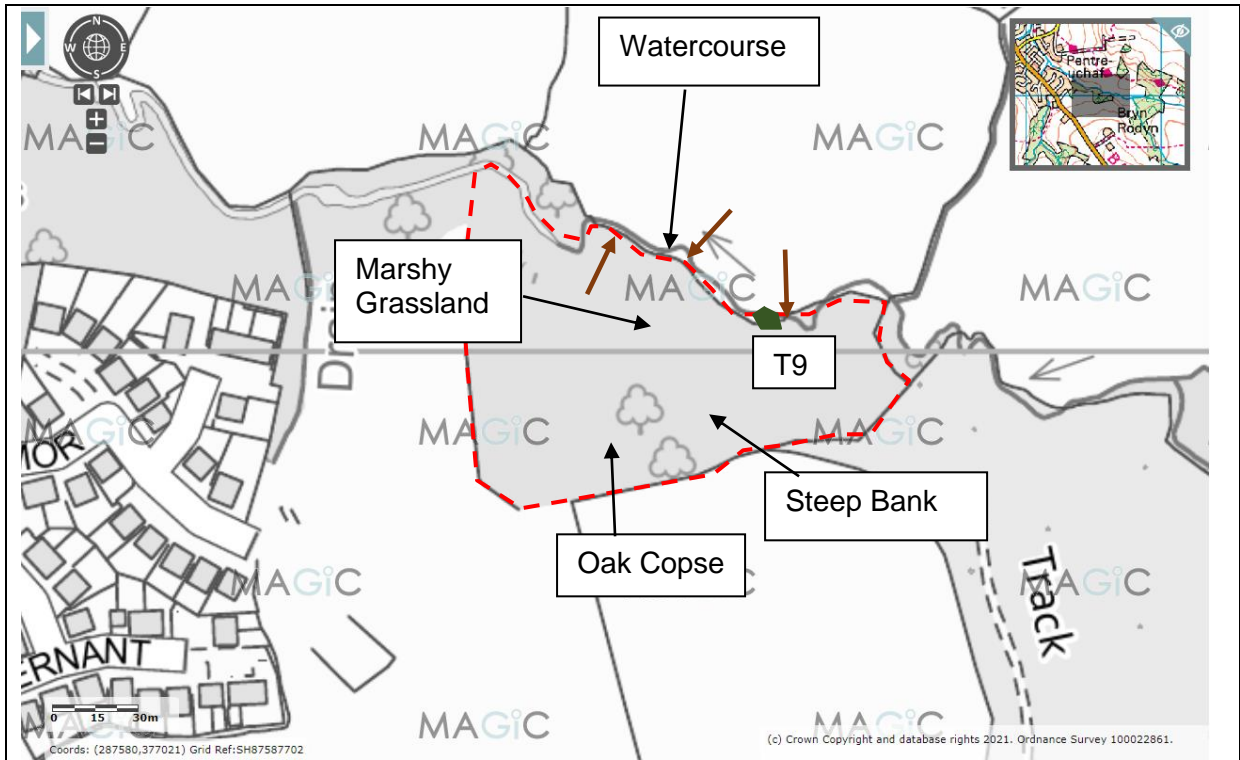 Watercourse
N
W
E
S
Pentre-
uchaf
Bryn
Rodyn
B
MAGiC
MAGiC
MAGiC
MAGiC
Marshy
Grassland
MAGiC
MAGiC
MAGiC
Drain
T9
MOR
MAGiC
MAGiC
MAGiC
Steep Bank
Oak Copse
MAGiC
MAGiC
MAGiC
Track
ERNANT
0 15 30m
MAGiC
MAGiC
Coords: (287580,377021) Grid Ref:SH87587702
(c) Crown Copyright and database rights 2021. Ordnance Survey 100022861.